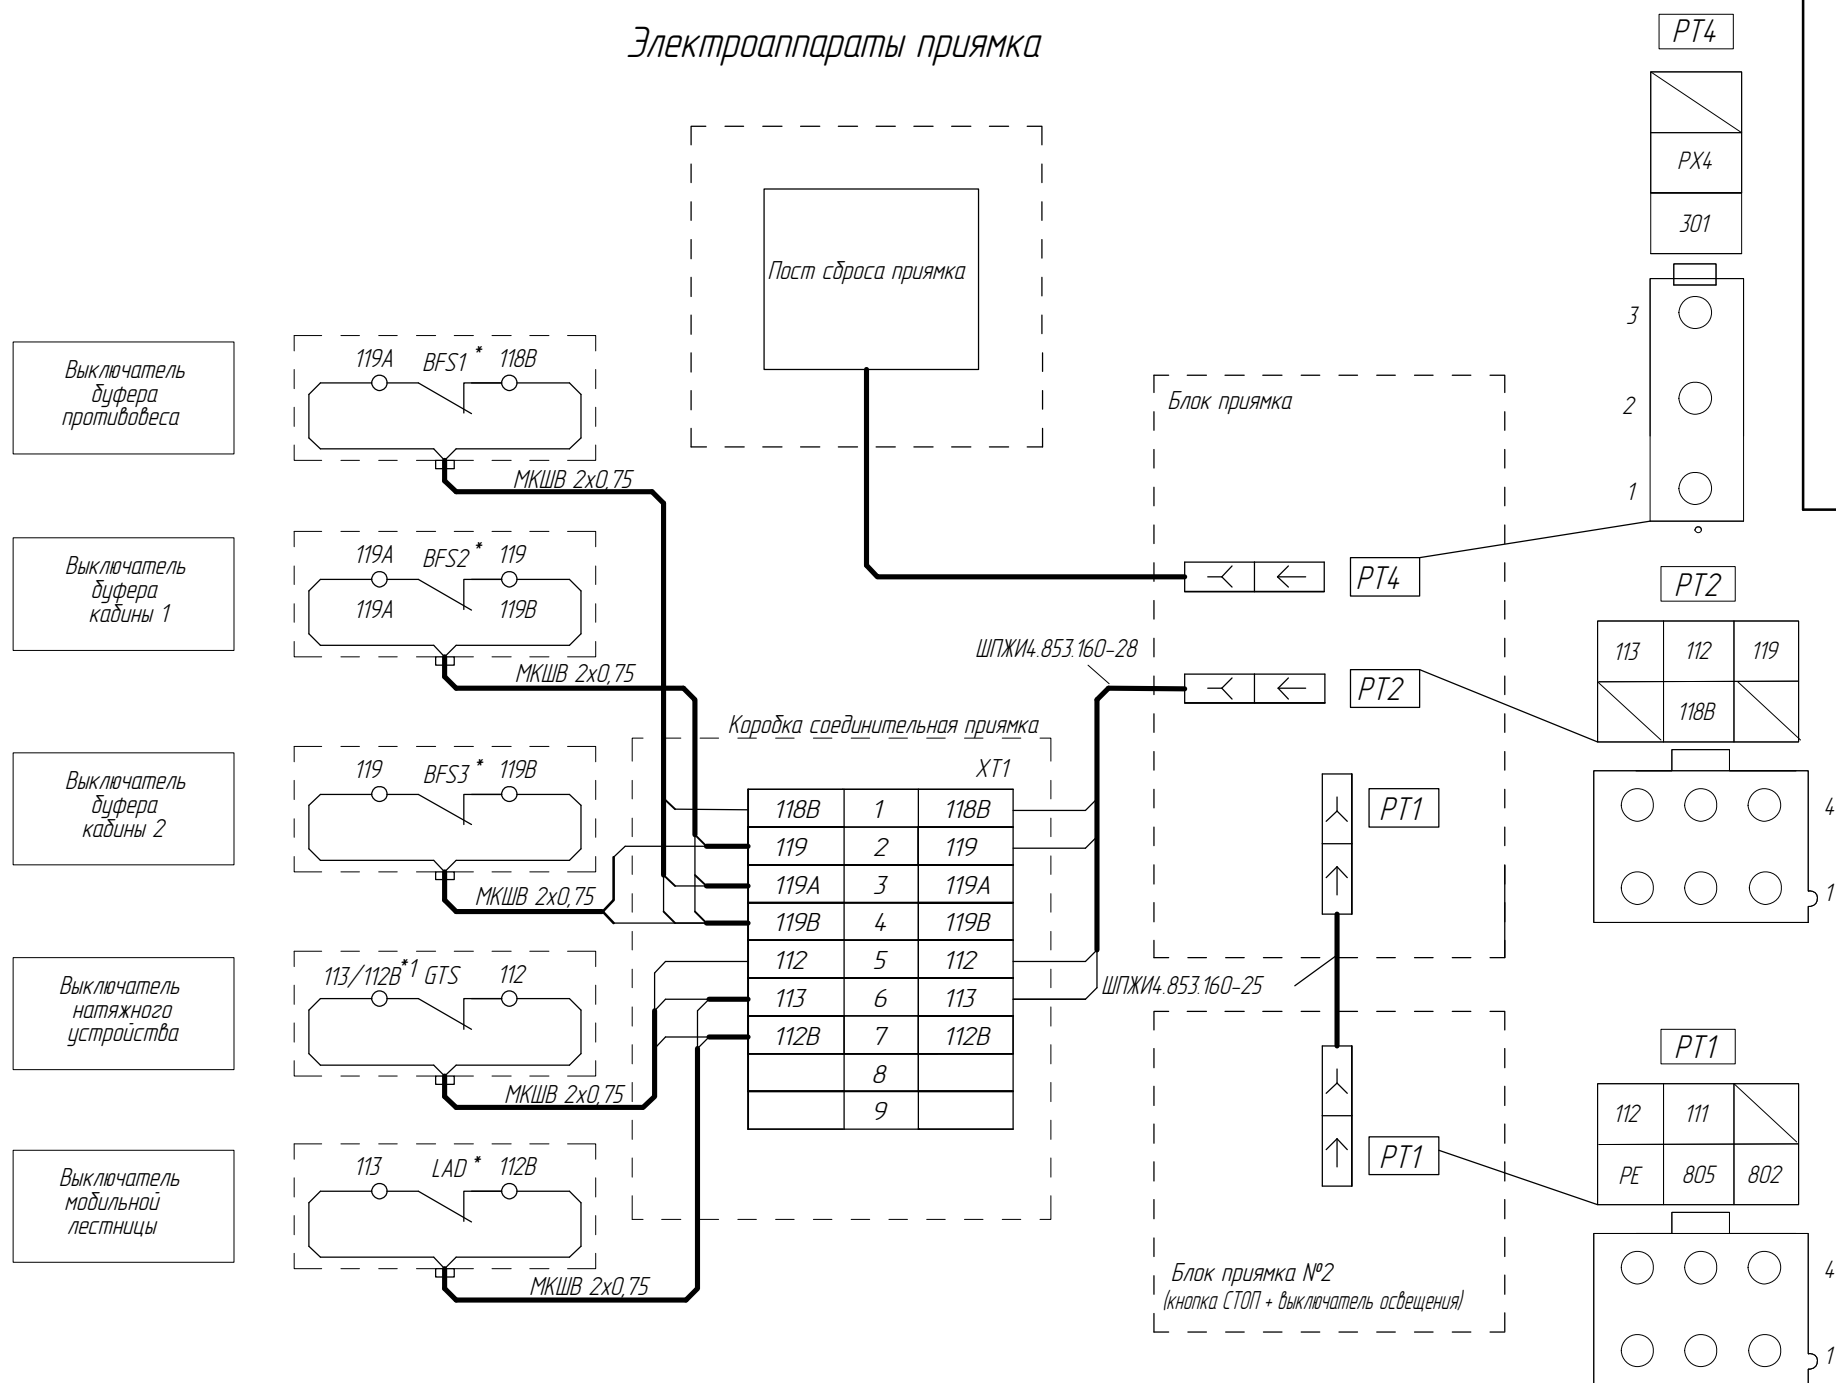 Электроаппараты приямка
PT4
PX4
301
3
2
1
Пост сброса приямка
Выключатель
буфера
противовеса
119A BFS1 * 118B
МКШВ 2x0,75
Блок приямка
PT4
Выключатель
буфера
кабины 1
119A BFS2 * 119
119A 119B
МКШВ 2x0,75
ШПЖИ4.853.160-28
PT2
PT2
113 112 119
118B
4
1
Коробка соединительная приямка
XT1
118B 1 118B
119 2 119
119A 3 119A
119B 4 119B
112 5 112
113 6 113
112B 7 112B
8
9
Выключатель
буфера
кабины 2
119 BFS3 * 119B
МКШВ 2x0,75
PT1
ШПЖИ4.853.160-25
Выключатель
натяжного
устройства
113/112B *1 GTS 112
МКШВ 2x0,75
Выключатель
мобильной
лестницы
113 LAD * 112B
МКШВ 2x0,75
PT1
Блок приямка №2
(кнопка СТОП + выключатель освещения)
PT1
112 111
PE 805 802
4
1